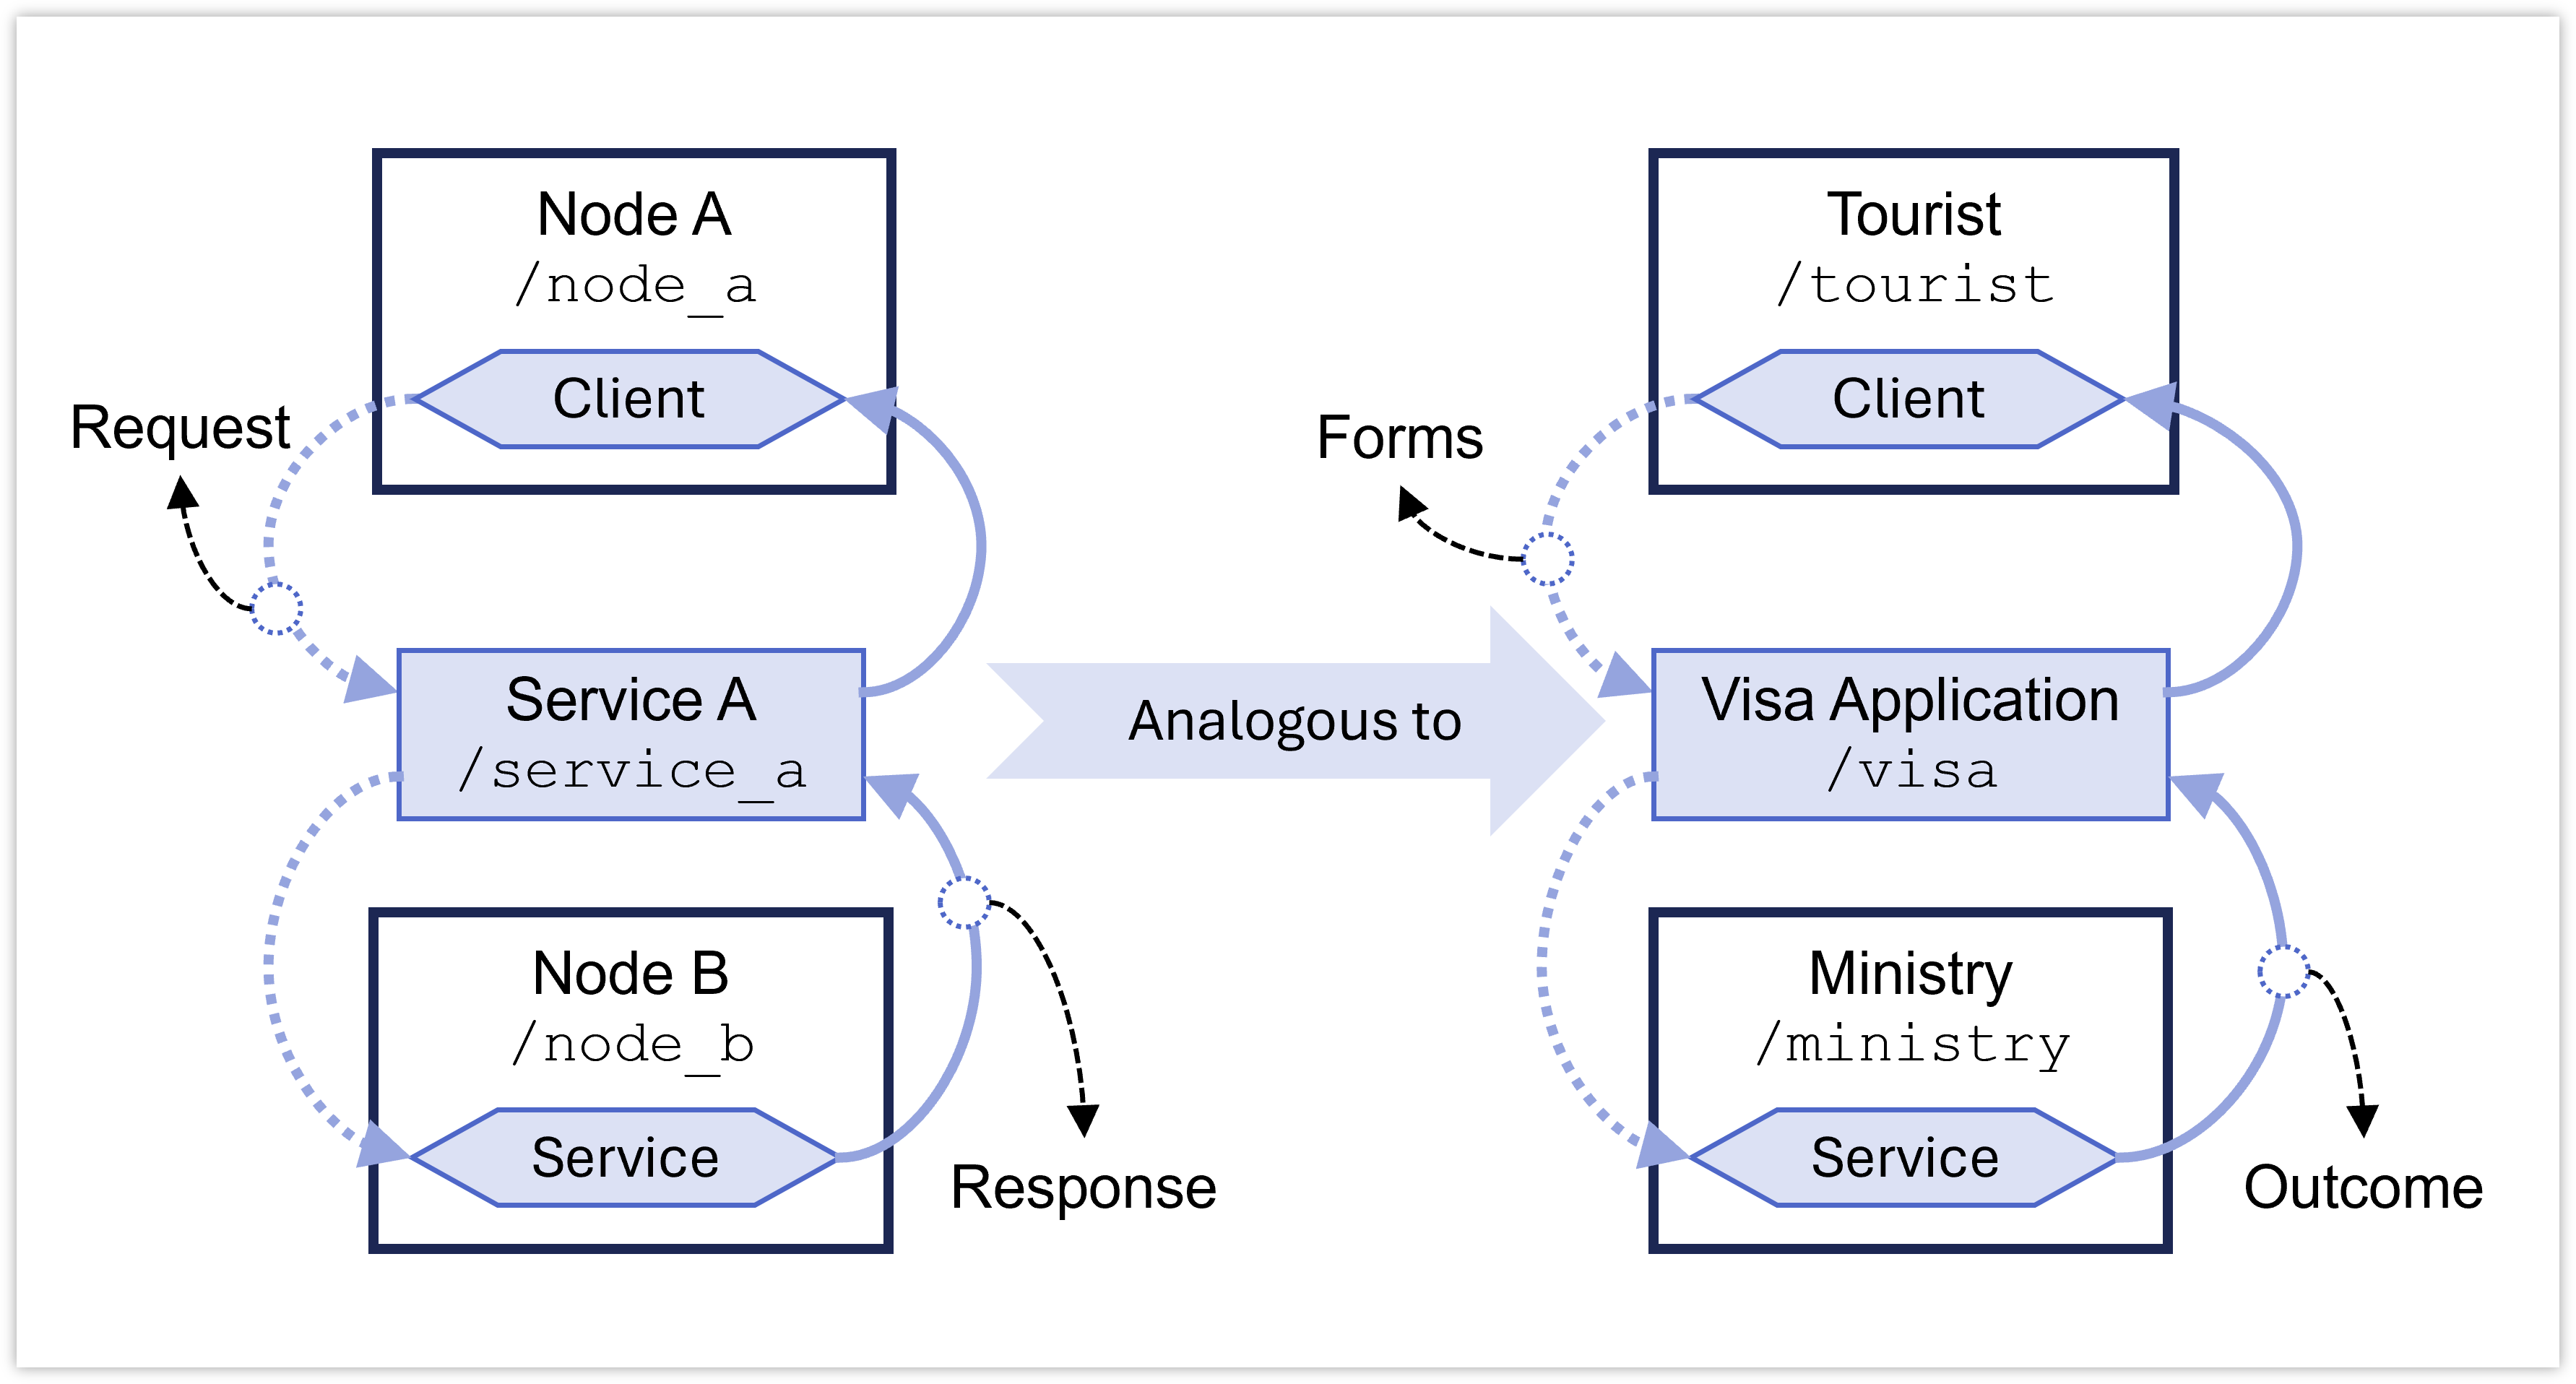 Node A
/node_a
Client
Request
Service A
/service_a
Node B
/node_b
Service
Response
Analogous to
Tourist
/tourist
Client
Forms
Visa Application
/visa
Ministry
/ministry
Service
Outcome